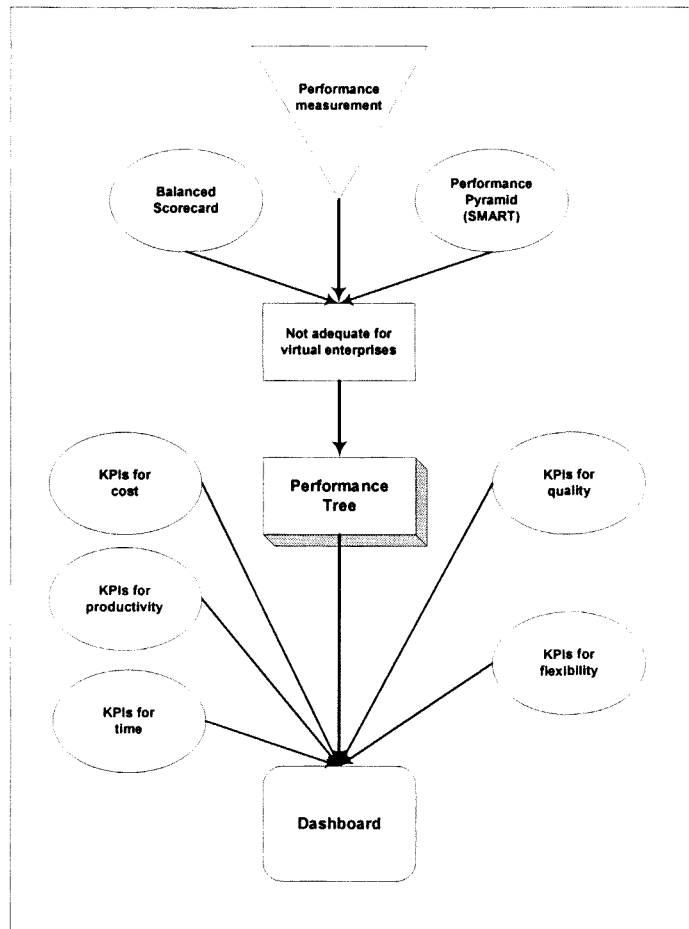 Performance
measurement
Balanced
Scorecard
Performance
Pyramid
(SMART)
Not adequate for
virtual enterprises
KPIs for
cost
Performance
Tree
KPIs for
quality
KPIs for
productivity
KPIs for
flexibility
KPIs for
time
Dashboard